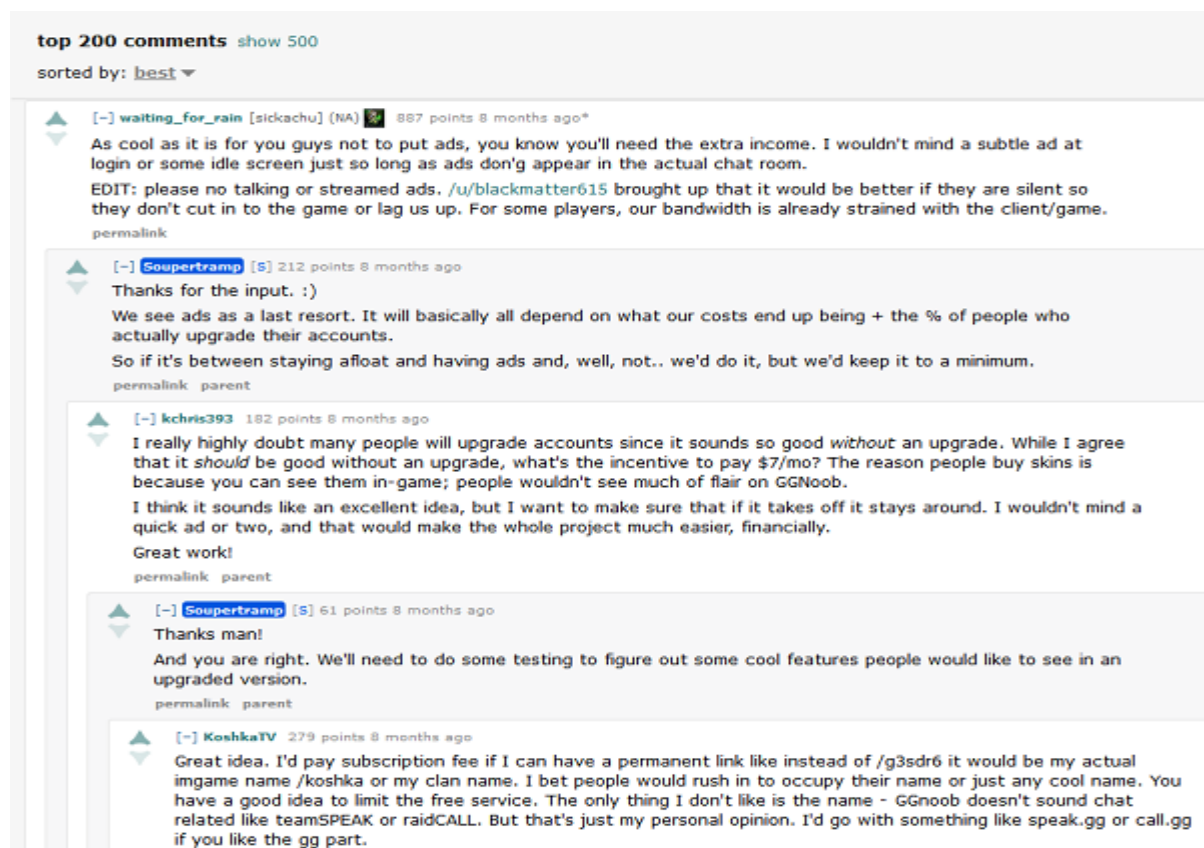 top 200 comments show 500
sorted by: best
[-] waiting_for_rain [sickachu] (NA) 887 points 8 months ago*
As cool as it is for you guys not to put ads, you know you'll need the extra income. I wouldn't mind a subtle ad at
login or some idle screen just so long as ads don'g appear in the actual chat room.
EDIT: please no talking or streamed ads. /u/blackmatter615 brought up that it would be better if they are silent so
they don't cut in to the game or lag us up. For some players, our bandwidth is already strained with the client/game.
permalink
[-] Soupertramp [S] 212 points 8 months ago
Thanks for the input. :)
We see ads as a last resort. It will basically all depend on what our costs end up being + the % of people who
actually upgrade their accounts.
So if it's between staying afloat and having ads and, well, not.. we'd do it, but we'd keep it to a minimum.
permalink parent
[-] kchris393 182 points 8 months ago
I really highly doubt many people will upgrade accounts since it sounds so good without an upgrade. While I agree
that it should be good without an upgrade, what's the incentive to pay $7/mo? The reason people buy skins is
because you can see them in-game; people wouldn't see much of flair on GGNoob.
I think it sounds like an excellent idea, but I want to make sure that if it takes off it stays around. I wouldn't mind a
quick ad or two, and that would make the whole project much easier, financially.
Great work!
permalink parent
[-] Soupertramp [S] 61 points 8 months ago
Thanks man!
And you are right. We'll need to do some testing to figure out some cool features people would like to see in an
upgraded version.
permalink parent
[-] KoshkaTV 279 points 8 months ago
Great idea. I'd pay subscription fee if I can have a permanent link like instead of /g3sdr6 it would be my actual
imgame name /koshka or my clan name. I bet people would rush in to occupy their name or just any cool name. You
have a good idea to limit the free service. The only thing I don't like is the name - GGnoob doesn't sound chat
related like teamSPEAK or raidCALL. But that's just my personal opinion. I'd go with something like speak.gg or call.gg
if you like the gg part.